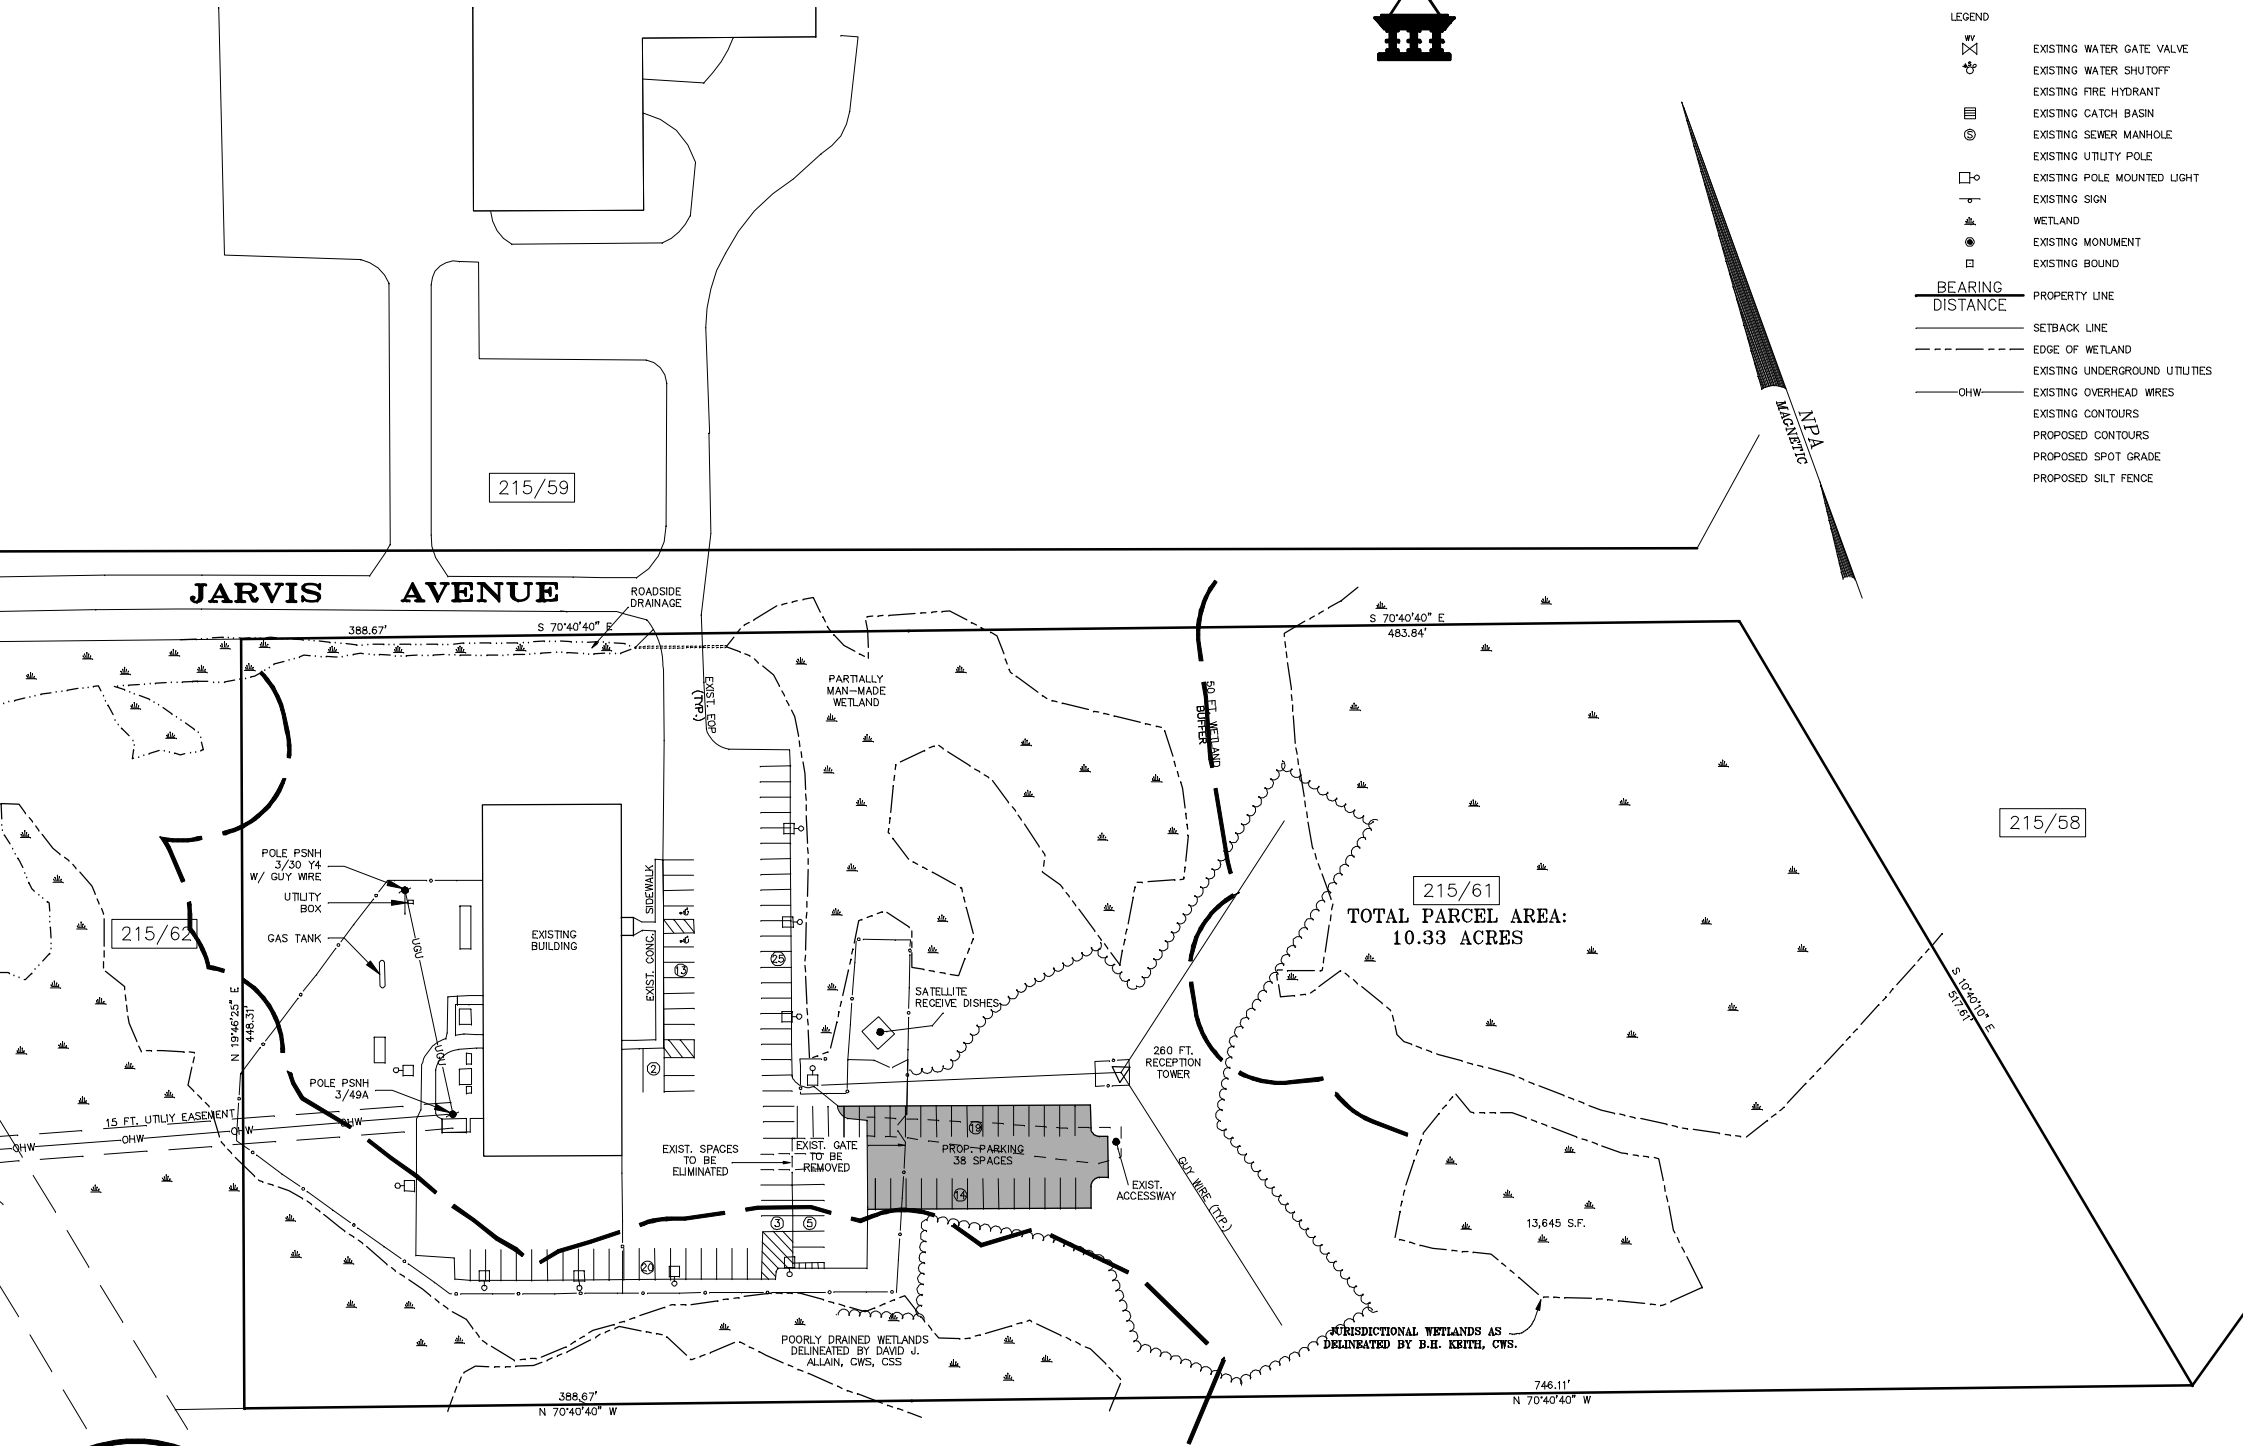 LEGEND
WV
EXISTING WATER GATE VALVE
EXISTING WATER SHUTOFF
EXISTING FIRE HYDRANT
EXISTING CATCH BASIN
S
EXISTING SEWER MANHOLE
EXISTING UTILITY POLE
EXISTING POLE MOUNTED LIGHT
EXISTING SIGN
WETLAND
EXISTING MONUMENT
EXISTING BOUND
BEARING
DISTANCE
PROPERTY LINE
SETBACK LINE
EDGE OF WETLAND
EXISTING UNDERGROUND UTILITIES
OHW
EXISTING OVERHEAD WIRES
EXISTING CONTOURS
PROPOSED CONTOURS
PROPOSED SPOT GRADE
PROPOSED SILT FENCE
NPA
MAGNETIC
215/59
JARVIS AVENUE
ROADSIDE
DRAINAGE
388.67'
S 70°40'40" E
S 70°40'40" E
483.84'
EXIST. EOP
(TYP.)
PARTIALLY
MAN-MADE
WETLAND
50 FT. WETLAND
BUFFER
215/58
POLE PSNH
3/30 Y4
W/ GUY WIRE
UTILITY
BOX
GAS TANK
UGU
UGU
215/62
EXISTING
BUILDING
EXIST. CONC. SIDEWALK
13
25
2
215/61
TOTAL PARCEL AREA:
10.33 ACRES
SATELLITE
RECEIVE DISHES
N 19°46'25" E
448.31'
S 10°40'10" E
517.61'
260 FT.
RECEPTION
TOWER
POLE PSNH
3/49A
15 FT. UTILIY EASEMENT
OHW
OHW
OHW
OHW
EXIST. SPACES
TO BE
ELIMINATED
EXIST. GATE
TO BE
REMOVED
19
PROP. PARKING
38 SPACES
14
EXIST.
ACCESSWAY
GUY WIRE (TYP.)
3
5
20
13,645 S.F.
POORLY DRAINED WETLANDS
DELINEATED BY DAVID J.
ALLAIN, CWS, CSS
JURISDICTIONAL WETLANDS AS
DELINEATED BY B.H. KEITH, CWS.
388.67'
N 70°40'40" W
746.11'
N 70°40'40" W